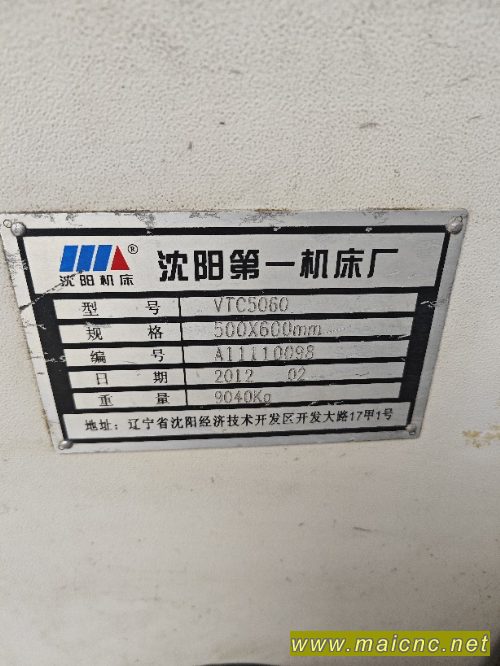 沈阳机床 ® 沈阳第一机床厂
型 号 VTC5060
规 格 500X600mm
编 号 A11110098
日 期 2012 02
重 量 9040Kg
地址: 辽宁省沈阳经济技术开发区开发大路17甲1号
www.maicnc.net